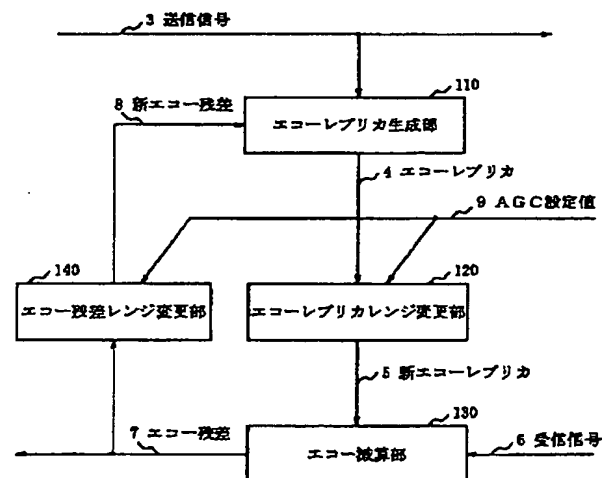 3 送信信号
110
8 新エコー残差
エコーレプリカ生成部
4 エコーレプリカ
9 AGC設定値
140
120
エコー残差レンジ変更部
エコーレプリカレンジ変更部
5 新エコーレプリカ
130
7 エコー残差
6 受信信号
エコー減算部